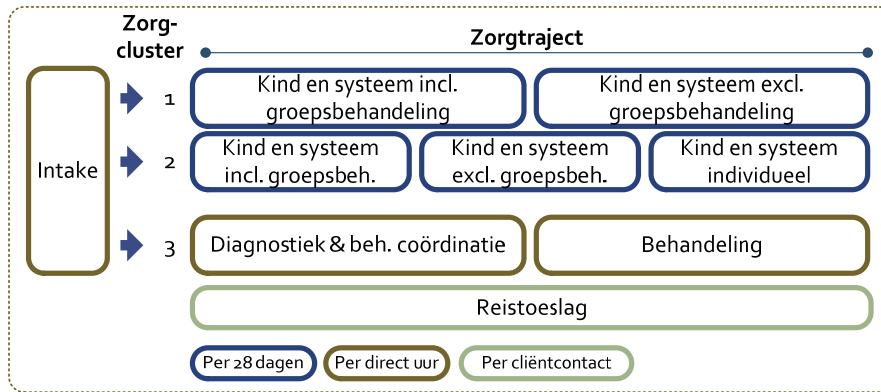 Zorg-
cluster
Zorgtraject
Intake
1
Kind en systeem incl.
groepsbehandeling
Kind en systeem excl.
groepsbehandeling
2
Kind en systeem
incl. groepsbeh.
Kind en systeem
excl. groepsbeh.
Kind en systeem
individueel
3
Diagnostiek & beh. coördinatie
Behandeling
Reistoeslag
Per 28 dagen
Per direct uur
Per cliëntcontact